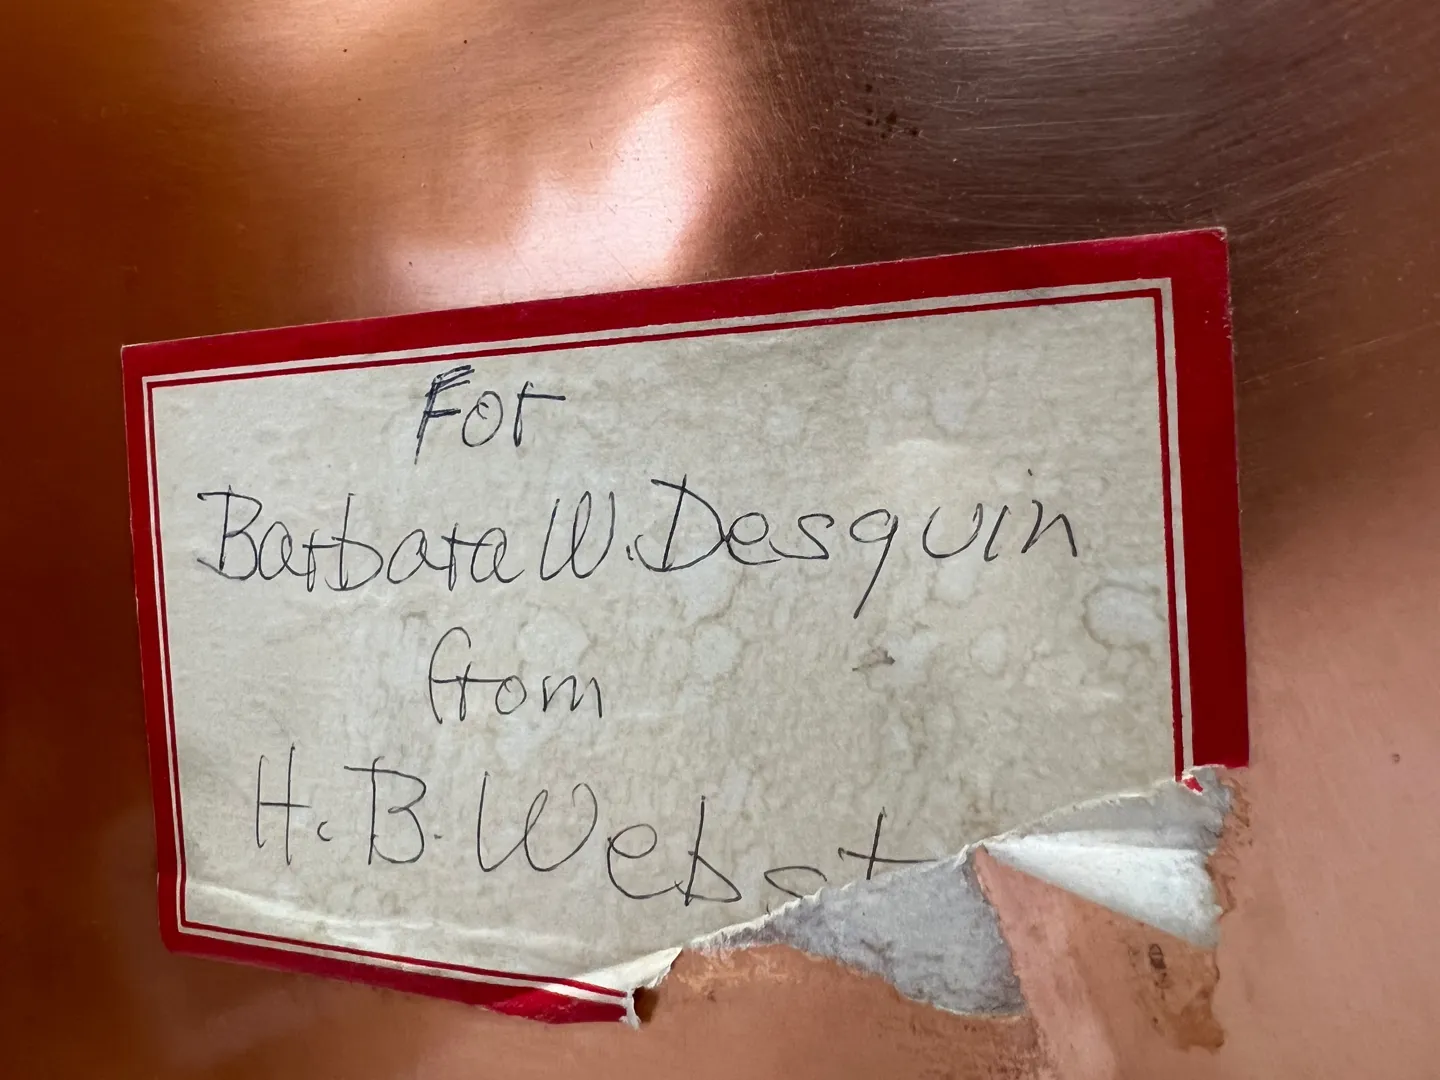 For
Barbara W. Desquin
from
H. B. Webst